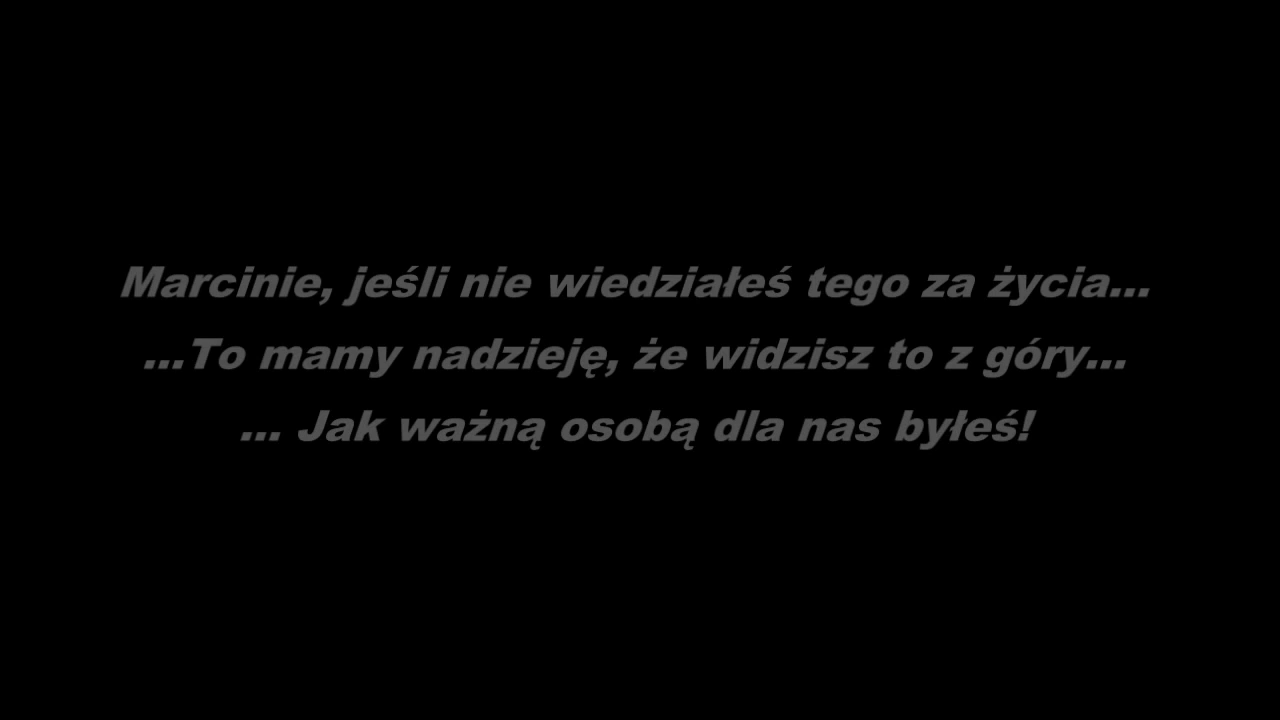 Marcinie, jeśli nie wiedziałeś tego za życia...
...To mamy nadzieję, że widzisz to z góry...
... Jak ważną osobą dla nas byłeś!